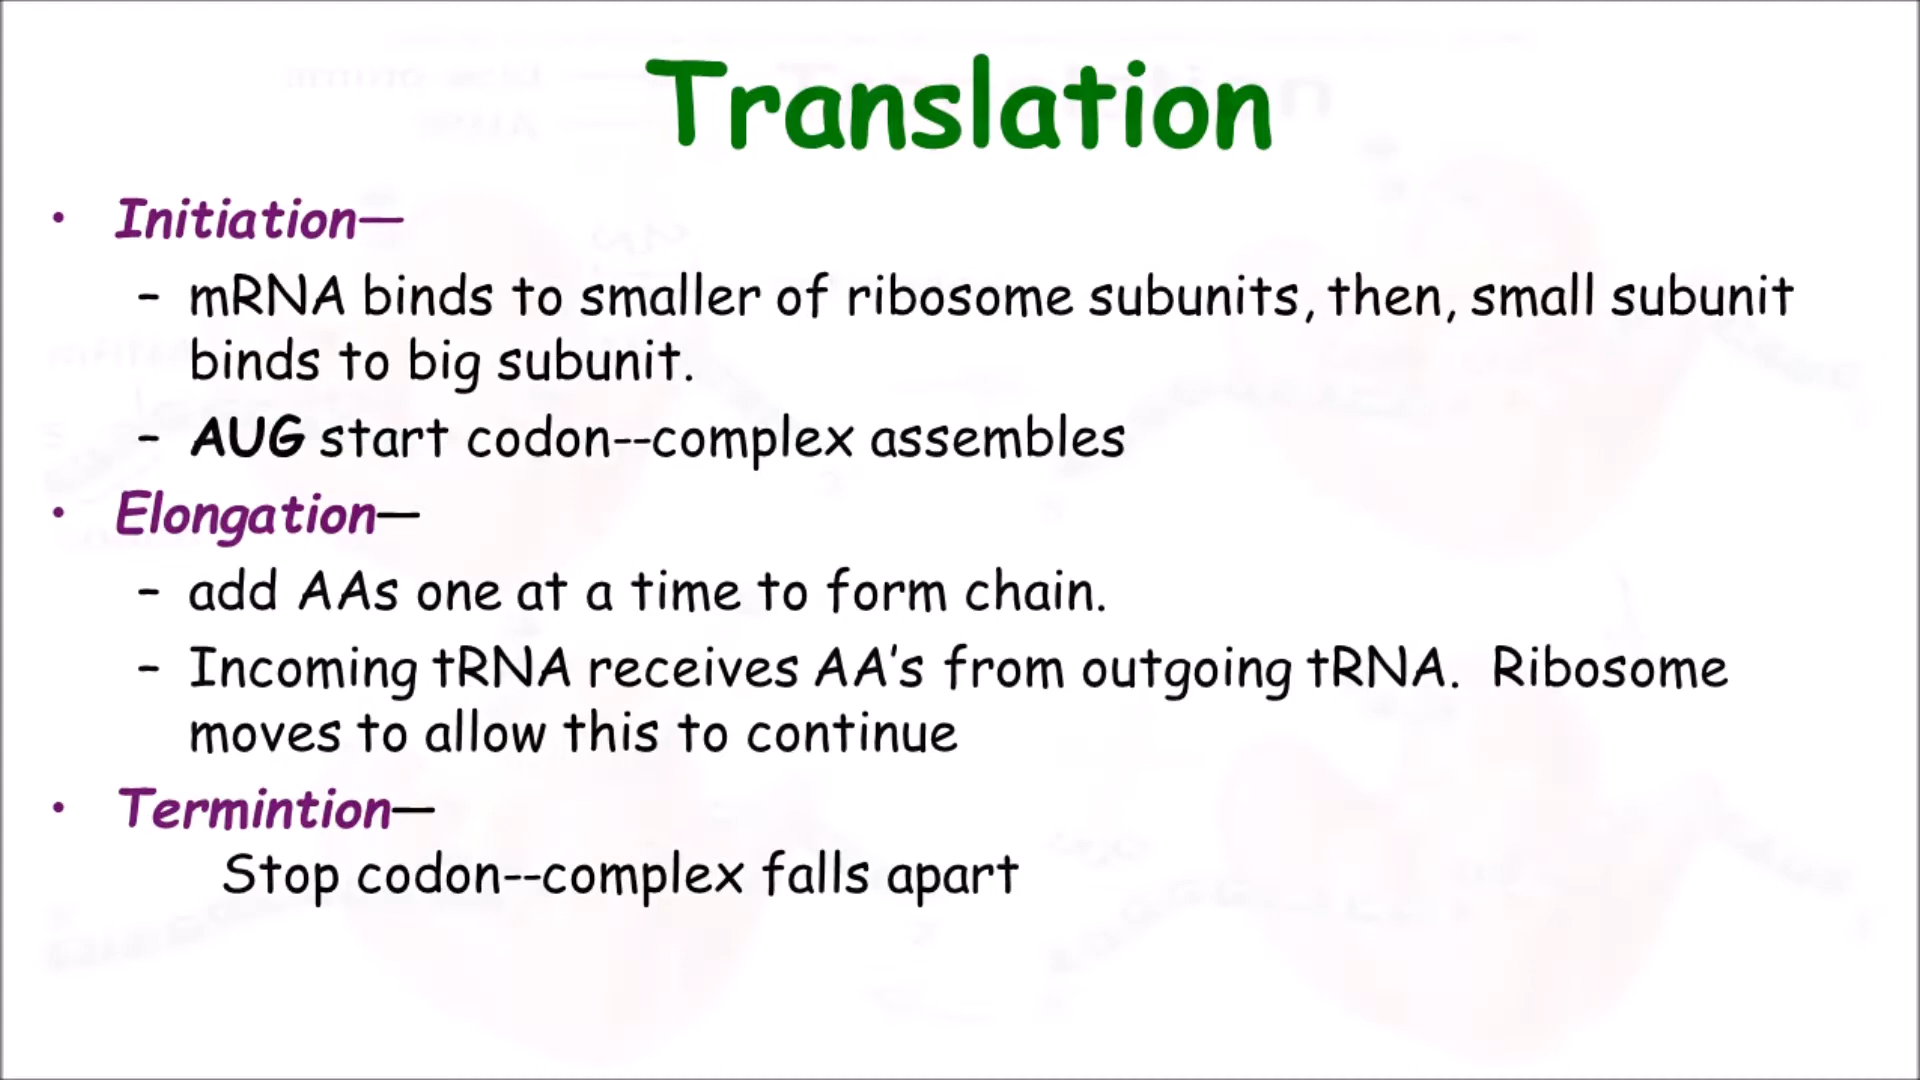 Translation
• Initiation—
– mRNA binds to smaller of ribosome subunits, then, small subunit
binds to big subunit.
– AUG start codon--complex assembles
• Elongation—
– add AAs one at a time to form chain.
– Incoming tRNA receives AA's from outgoing tRNA. Ribosome
moves to allow this to continue
• Termintion—
Stop codon--complex falls apart